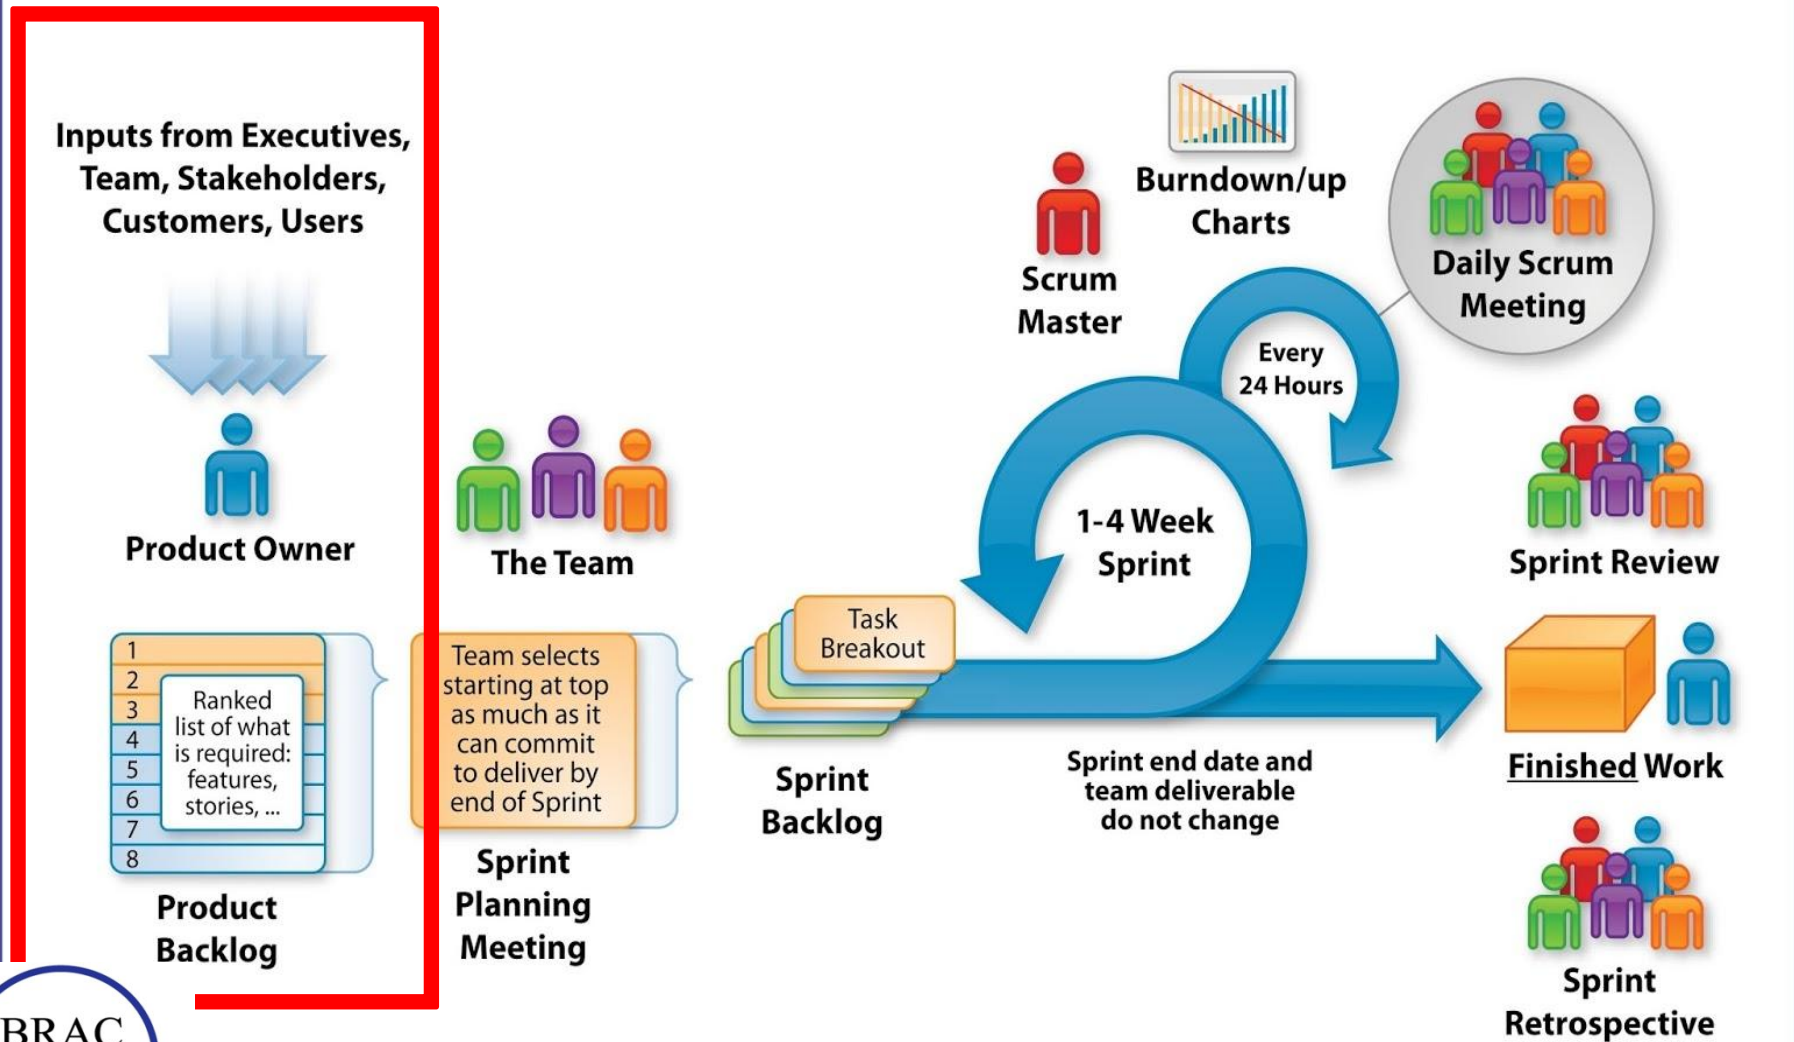 Inputs from Executives,
Team, Stakeholders,
Customers, Users
Product Owner
1
2
3
4
5
6
7
8
Ranked
list of what
is required:
features,
stories, ...
Product
Backlog
The Team
Team selects
starting at top
as much as it
can commit
to deliver by
end of Sprint
Sprint
Planning
Meeting
Task
Breakout
Sprint
Backlog
Scrum
Master
Burndown/up
Charts
Every
24 Hours
Daily Scrum
Meeting
1-4 Week
Sprint
Sprint end date and
team deliverable
do not change
Sprint Review
Finished Work
Sprint
Retrospective
BRAC